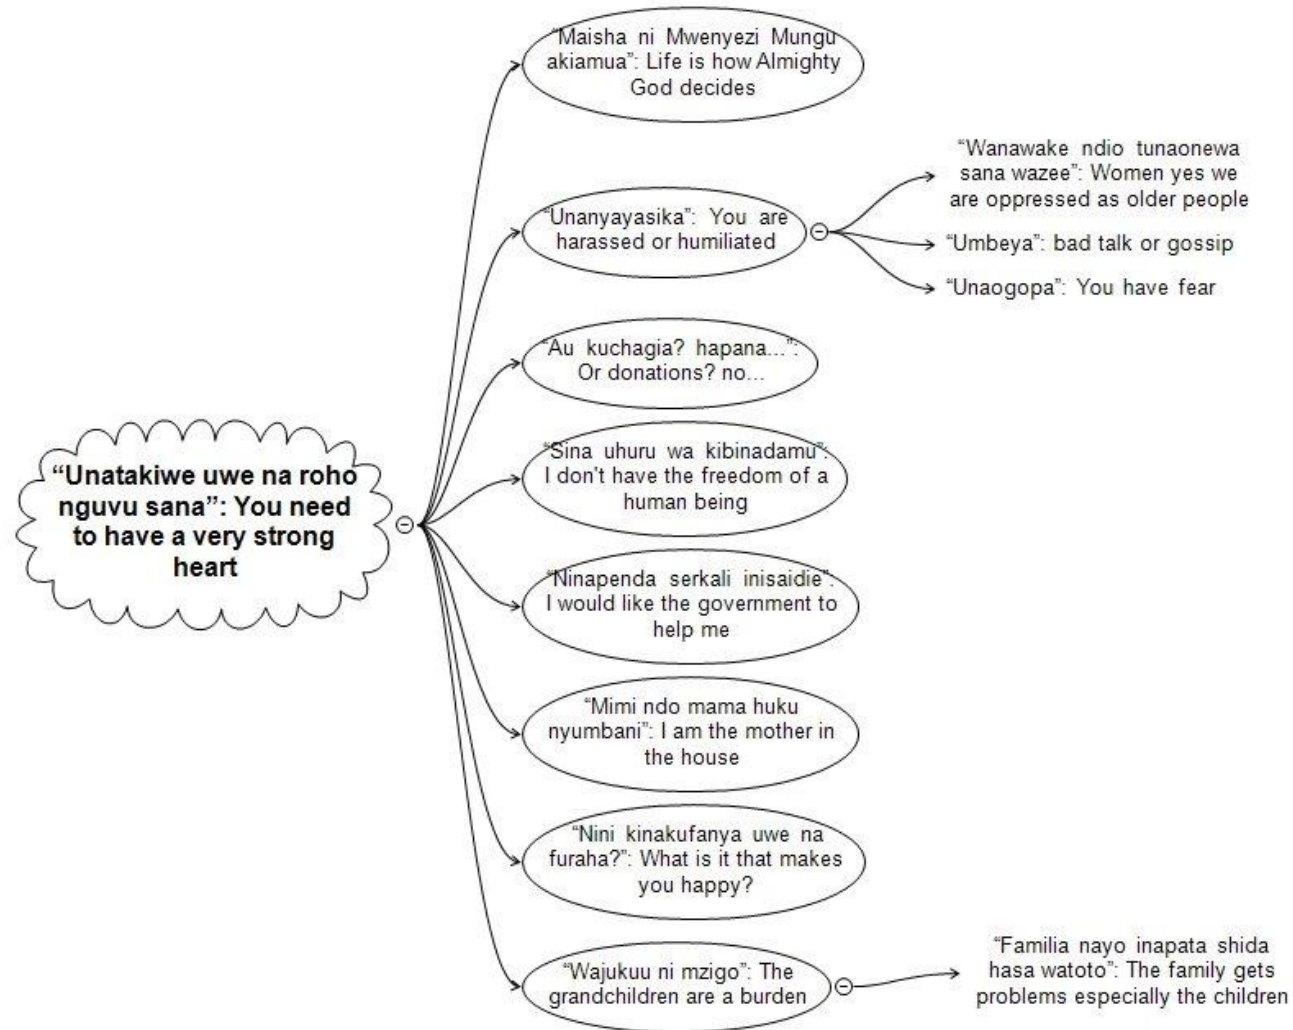 “Maisha ni Mwenyezi Mungu
akiamua”: Life is how Almighty
God decides
“Wanawake ndio tunaonewa
sana wazee”: Women yes we
are oppressed as older people
“Unanyayasika”: You are
harassed or humiliated
“Umbeya”: bad talk or gossip
“Unaogopa”: You have fear
“Au kuchagia? hapana...”:
Or donations? no...
“Unatakiwe uwe na roho
nguvu sana”: You need
to have a very strong
heart
“Sina uhuru wa kibinadamu”:
I don't have the freedom of a
human being
“Ninapenda serkali inisaidie”:
I would like the government to
help me
“Mimi ndo mama huku
nyumbani”: I am the mother in
the house
“Nini kinakufanya uwe na
furaha?”: What is it that makes
you happy?
“Wajukuu ni mzigo”: The
grandchildren are a burden
“Familia nayo inapata shida
hasa watoto”: The family gets
problems especially the children